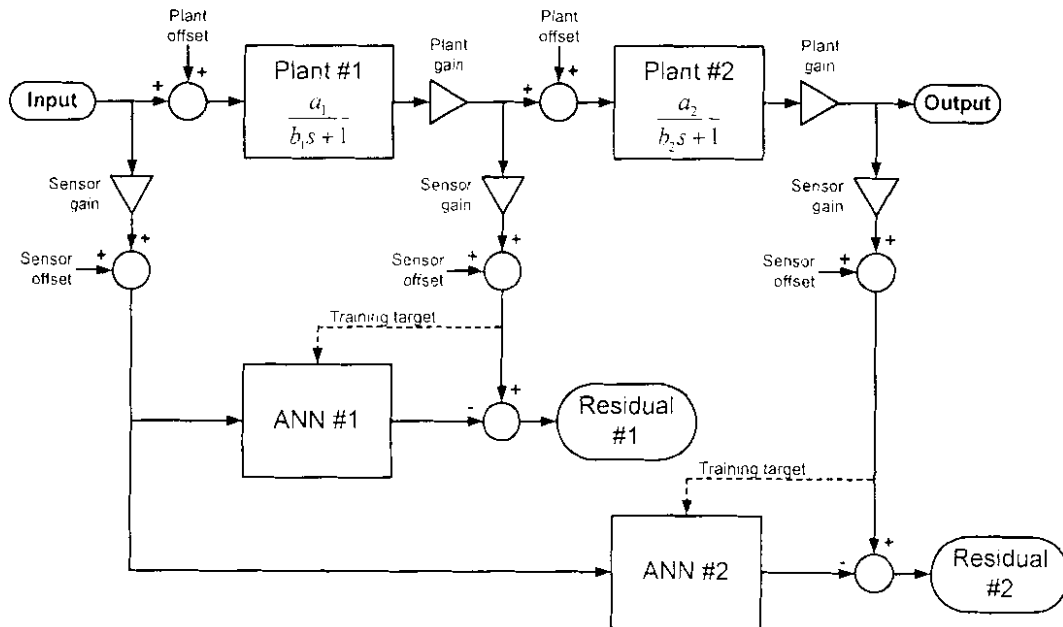 Plant
offset
Plant #1
a₁
b₁s + 1
Plant
gain
Plant
offset
Plant #2
a₂
b₂s + 1
Plant
gain
Input
+
+
+
+
Output
Sensor
gain
Sensor
gain
Sensor
gain
+
+
Sensor
offset
+
+
Sensor
offset
+
+
Sensor
offset
Training target
ANN #1
-
+
Residual
#1
Training target
ANN #2
-
+
Residual
#2